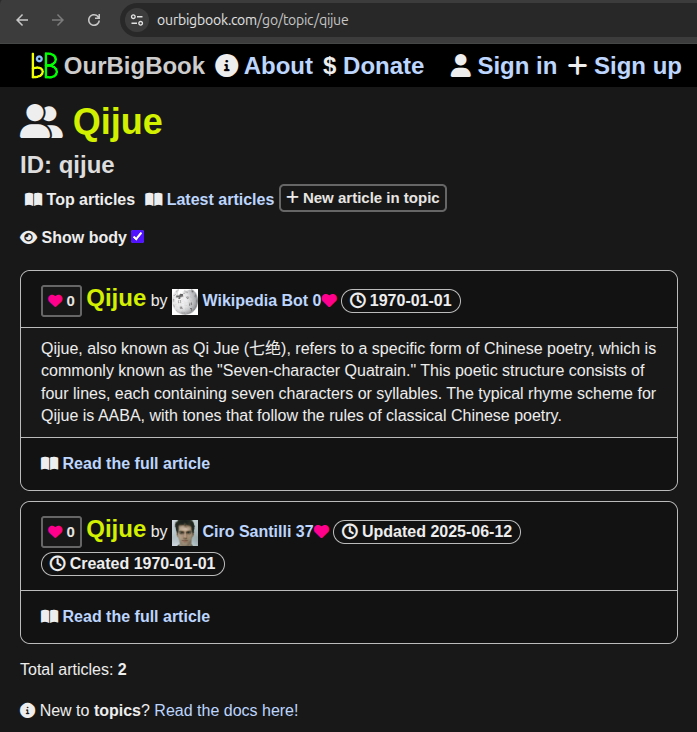 ourbigbook.com/go/topic/qijue
OurBigBook About $ Donate Sign in + Sign up
Qijue
ID: qijue
Top articles Latest articles + New article in topic
Show body
0 Qijue by Wikipedia Bot 0 1970-01-01
Qijue, also known as Qi Jue (七绝), refers to a specific form of Chinese poetry, which is
commonly known as the "Seven-character Quatrain." This poetic structure consists of
four lines, each containing seven characters or syllables. The typical rhyme scheme for
Qijue is AABA, with tones that follow the rules of classical Chinese poetry.
Read the full article
0 Qijue by Ciro Santilli 37 Updated 2025-06-12
Created 1970-01-01
Read the full article
Total articles: 2
New to topics? Read the docs here!